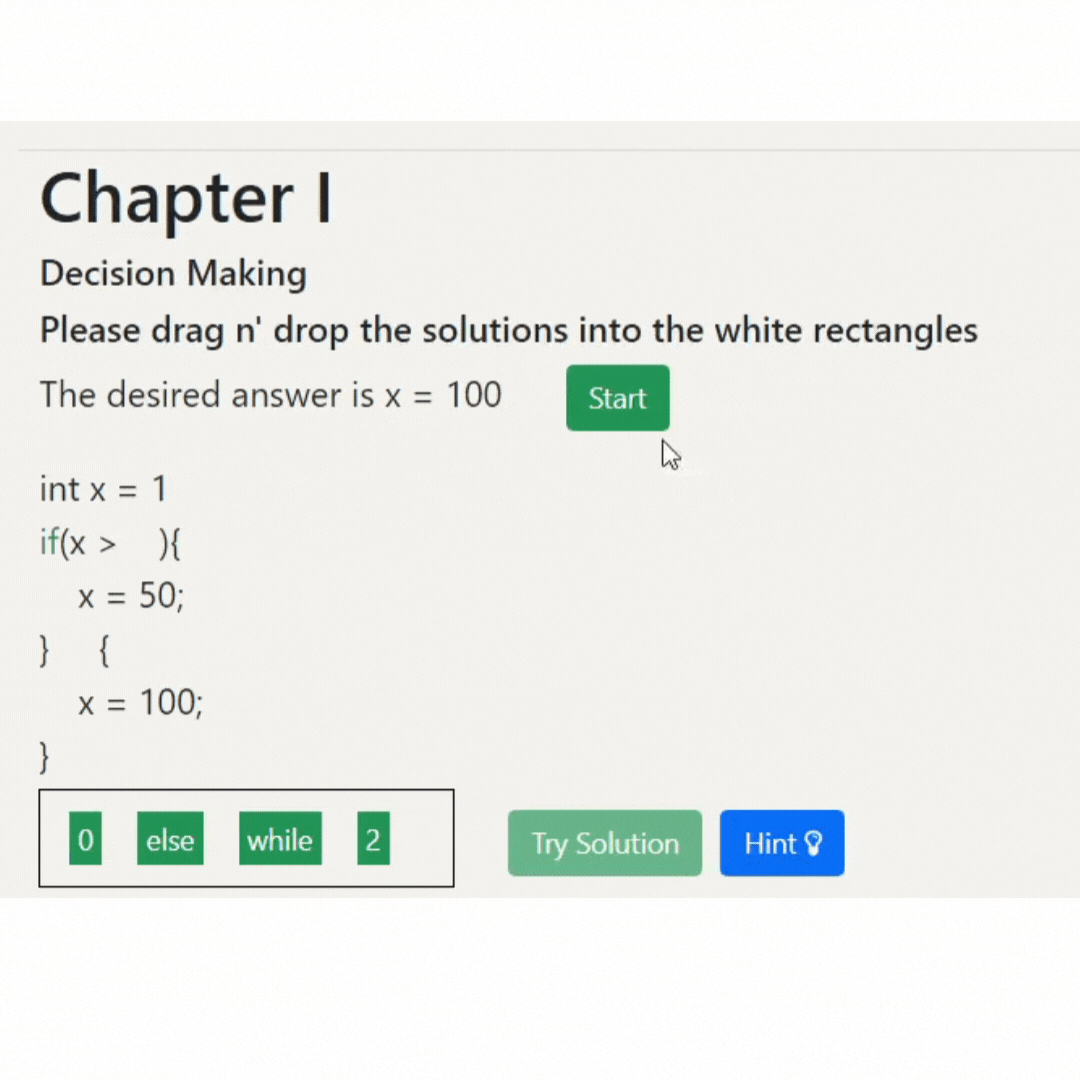 Chapter I
Decision Making
Please drag n' drop the solutions into the white rectangles
The desired answer is x = 100 Start
int x = 1
if(x > ){
x = 50;
} {
x = 100;
}
0 else while 2 Try Solution Hint